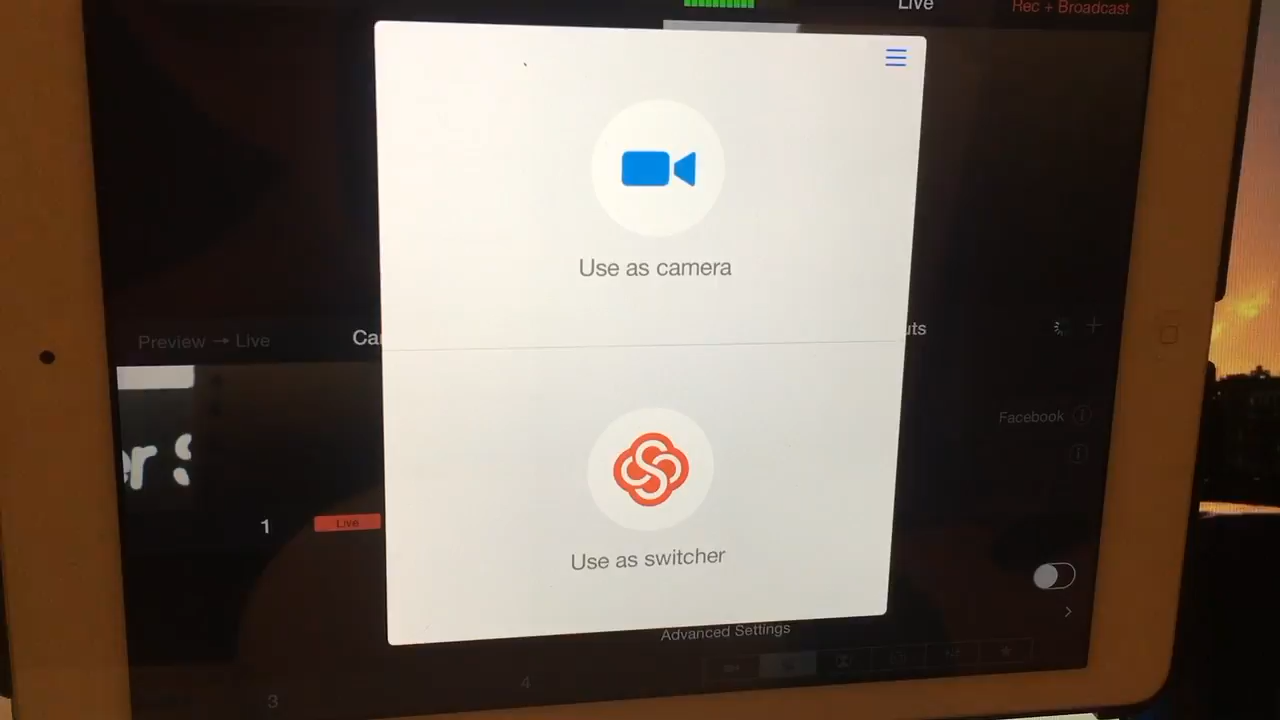 Live
Rec + Broadcast
Use as camera
Preview → Live
Facebook
1
Live
Use as switcher
Advanced Settings
3
4